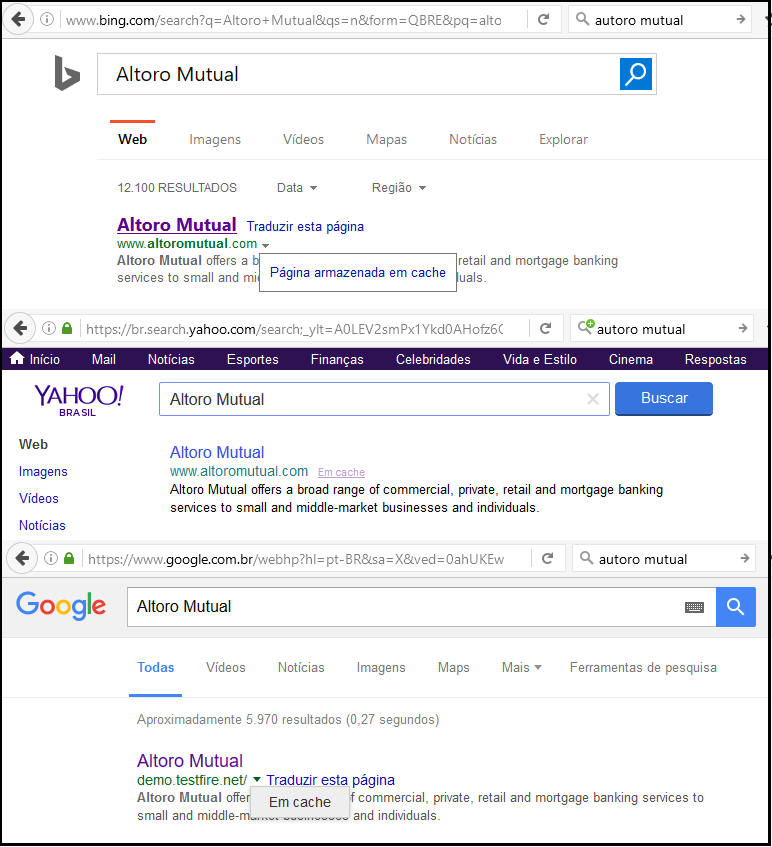 www.bing.com/search?q=Altoro+Mutual&qs=n&form=QBRE&pq=alto
autoro mutual
Altoro Mutual
Web Imagens Vídeos Mapas Notícias Explorar
12.100 RESULTADOS Data Região
Altoro Mutual Traduzir esta página
www.altoromutual.com
Altoro Mutual offers a b retail and mortgage banking
Página armazenada em cache
services to small and mi duals.
https://br.search.yahoo.com/search;_ylt=A0LEV2smPx1Ykd0AHofz6C
autoro mutual
Início Mail Notícias Esportes Finanças Celebridades Vida e Estilo Cinema Respostas
YAHOO!
BRASIL
Altoro Mutual
Buscar
Web
Imagens
Vídeos
Notícias
Altoro Mutual
www.altoromutual.com Em cache
Altoro Mutual offers a broad range of commercial, private, retail and mortgage banking
services to small and middle-market businesses and individuals.
https://www.google.com.br/webhp?hl=pt-BR&sa=X&ved=0ahUKEw
autoro mutual
Google
Altoro Mutual
Todas Vídeos Notícias Imagens Maps Mais Ferramentas de pesquisa
Aproximadamente 5.970 resultados (0,27 segundos)
Altoro Mutual
demo.testfire.net/ Traduzir esta página
Altoro Mutual offer of commercial, private, retail and mortgage banking services to
Em cache
small and middle-market businesses and individuals.